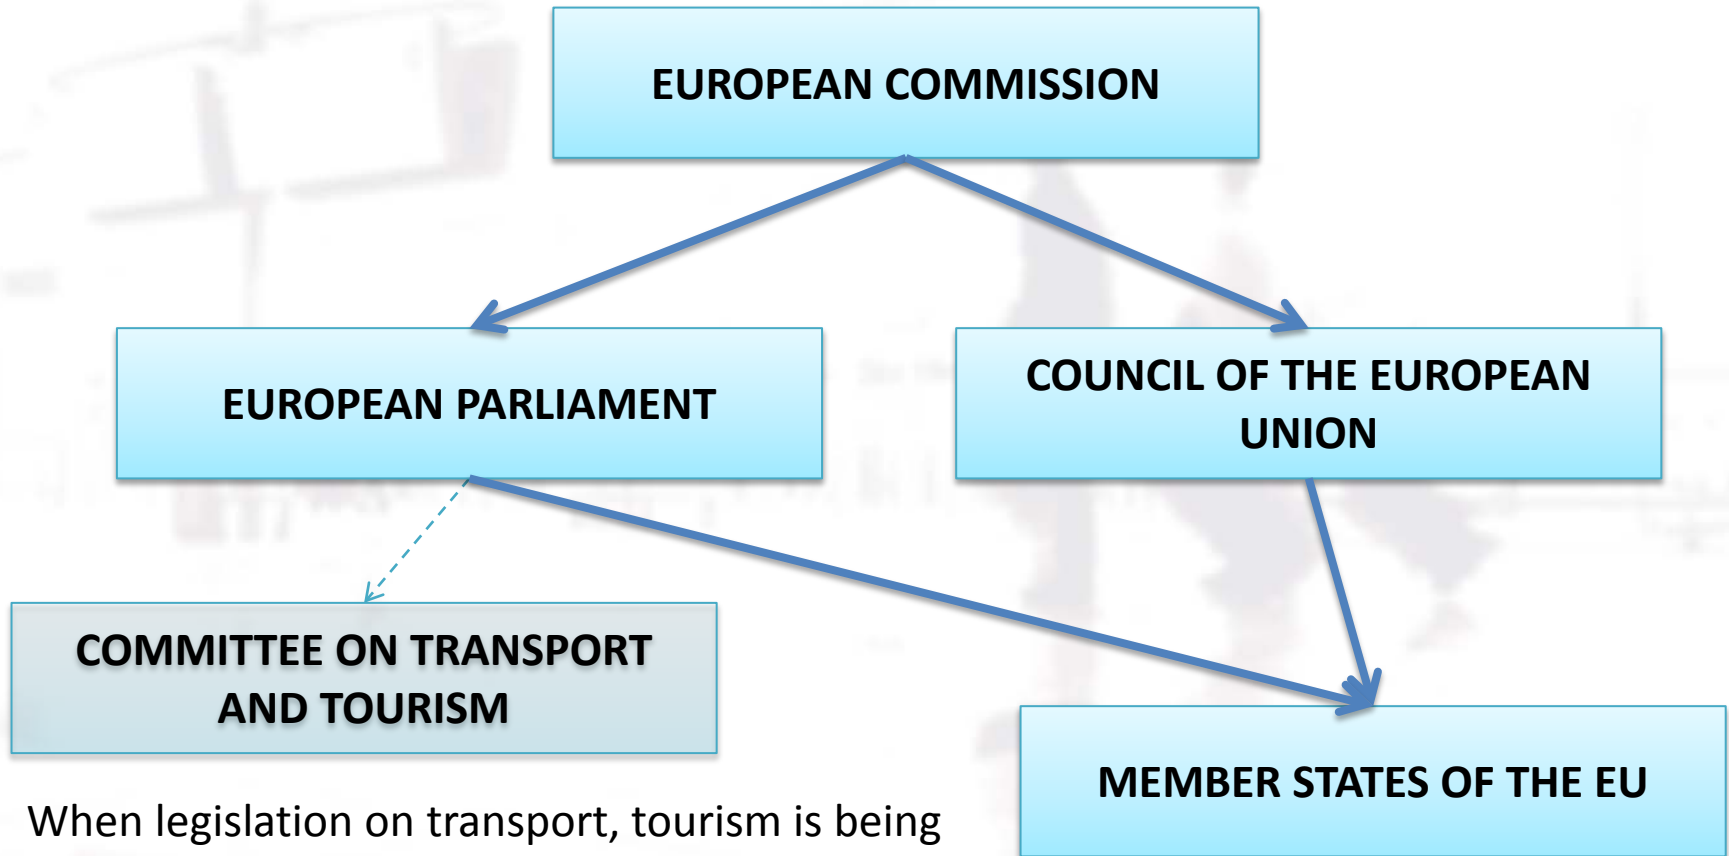 EUROPEAN COMMISSION
EUROPEAN PARLIAMENT
COUNCIL OF THE EUROPEAN
UNION
COMMITTEE ON TRANSPORT
AND TOURISM
MEMBER STATES OF THE EU
When legislation on transport, tourism is being